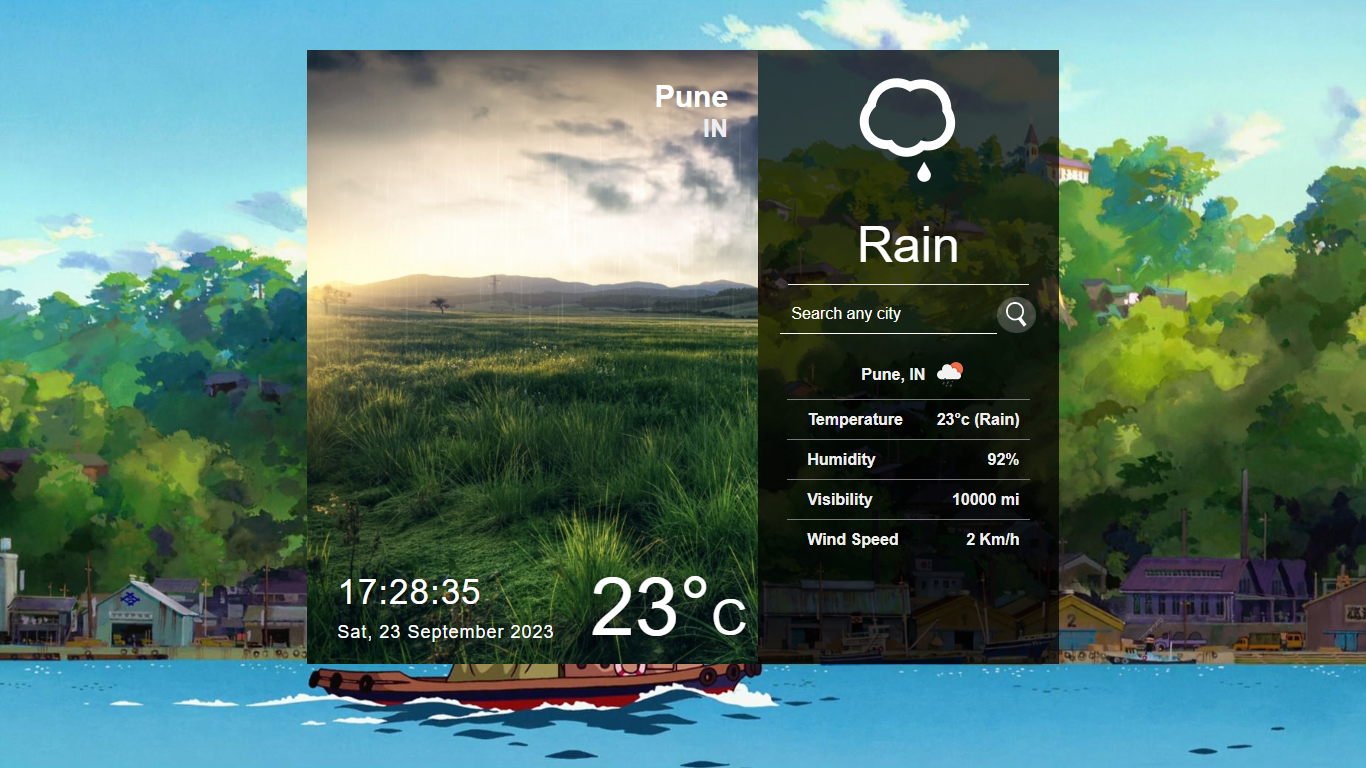 Pune
IN
17:28:35
Sat, 23 September 2023
23°C
Rain
Search any city
Pune, IN
Temperature 23°c (Rain)
Humidity 92%
Visibility 10000 mi
Wind Speed 2 Km/h
2